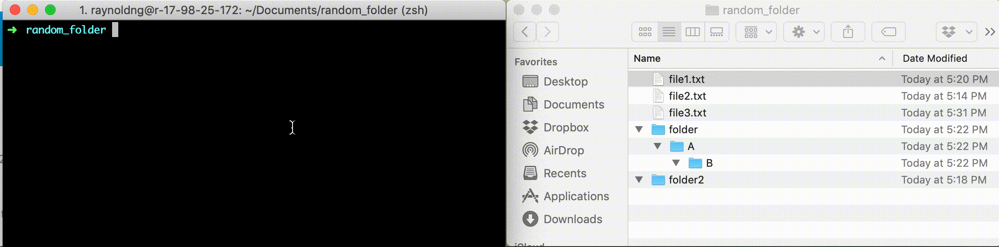 1. raynoldng@r-17-98-25-172: ~/Documents/random_folder (zsh)
➜ random_folder
random_folder
Favorites
Desktop
Documents
Dropbox
AirDrop
Recents
Applications
Downloads
iCloud
Name Date Modified
file1.txt Today at 5:20 PM
file2.txt Today at 5:14 PM
file3.txt Today at 5:31 PM
folder Today at 5:22 PM
A Today at 5:22 PM
B Today at 5:22 PM
folder2 Today at 5:18 PM